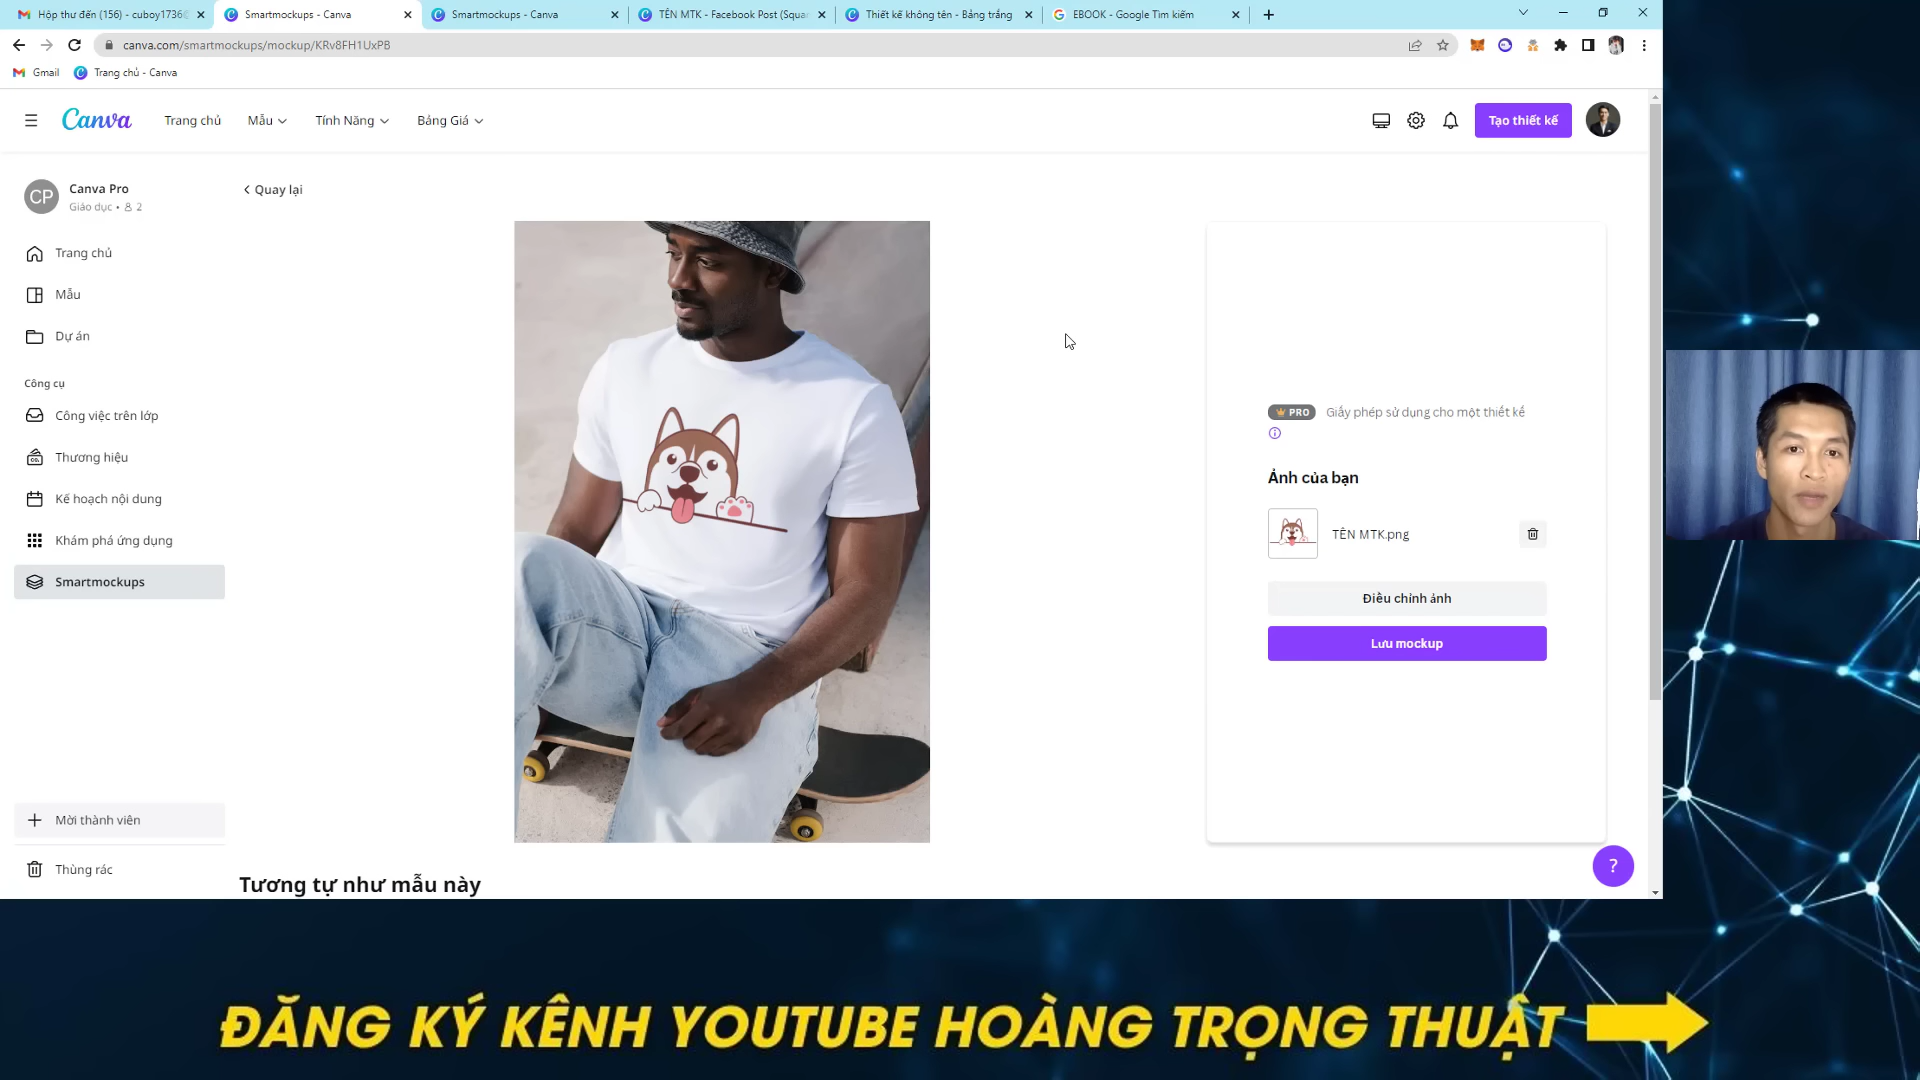 Hộp thư đến (156) - cuboy1736
Smartmockups - Canva
Smartmockups - Canva
TÊN MTK - Facebook Post (Squar
Thiết kế không tên - Bảng trắng
EBOOK - Google Tìm kiếm
canva.com/smartmockups/mockup/KRv8FH1UxPB
Gmail
Trang chủ - Canva
Canva
Trang chủ
Mẫu
Tính Năng
Bảng Giá
Tạo thiết kế
CP
Canva Pro
Giáo dục • 2
Quay lại
Trang chủ
Mẫu
Dự án
Công cụ
Công việc trên lớp
Thương hiệu
Kế hoạch nội dung
Khám phá ứng dụng
Smartmockups
PRO
Giấy phép sử dụng cho một thiết kế
Ảnh của bạn
TÊN MTK.png
Điều chỉnh ảnh
Lưu mockup
Mời thành viên
Thùng rác
Tương tự như mẫu này
?
ĐĂNG KÝ KÊNH YOUTUBE HOÀNG TRỌNG THUẬT